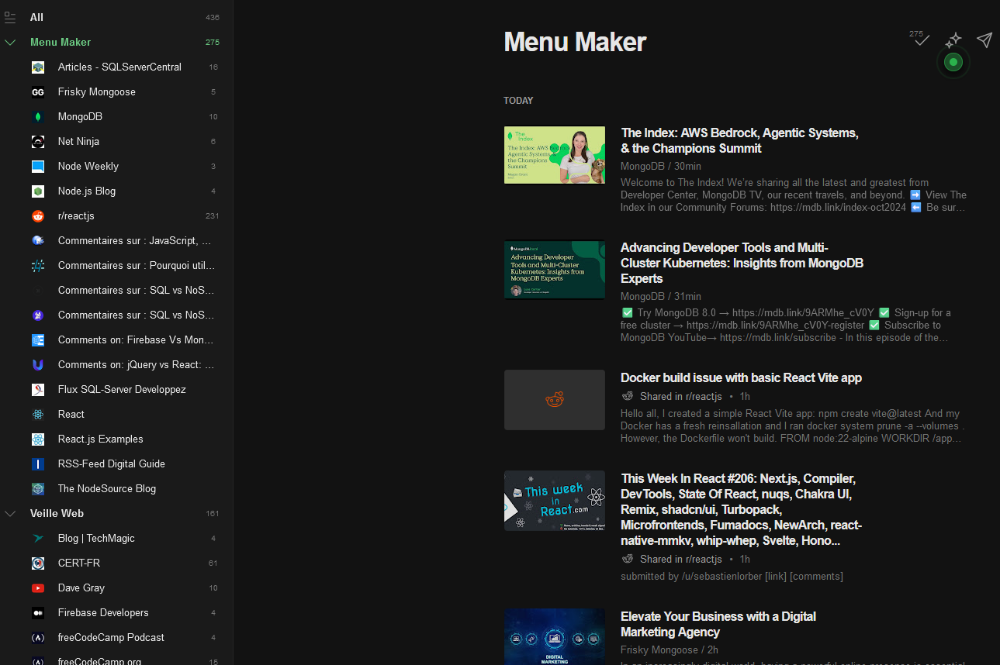 All 436
Menu Maker 275
Articles - SQLServerCentral 16
GG Frisky Mongoose 5
MongoDB 10
Net Ninja 6
Node Weekly 3
Node.js Blog 4
r/reactjs 231
Commentaires sur : JavaScript, ...
Commentaires sur : Pourquoi util...
Commentaires sur : SQL vs NoS...
Commentaires sur : SQL vs NoS...
Comments on: Firebase Vs Mon...
Comments on: jQuery vs React: ...
Flux SQL-Server Developpez
React
React.js Examples
RSS-Feed Digital Guide
The NodeSource Blog
Veille Web 161
Blog | TechMagic 4
CERT-FR 61
Dave Gray 10
Firebase Developers 4
freeCodeCamp Podcast 4
freeCodeCamp.org 15
Menu Maker
275
TODAY
The
Index
The Index: AWS Bedrock,
Agentic Systems, &
the Champions
Summit
The Index: AWS Bedrock, Agentic Systems,
& the Champions Summit
MongoDB / 30min
Welcome to The Index! We're sharing all the latest and greatest from
Developer Center, MongoDB TV, our recent travels, and beyond. ➡️ View The
Index in our Community Forums: https://mdb.link/index-oct2024 ⬅️ Be sur...
MongoDB.local
Advancing Developer
Tools and Multi-Cluster
Kubernetes: Insights from
MongoDB Experts
Advancing Developer Tools and Multi-
Cluster Kubernetes: Insights from MongoDB
Experts
MongoDB / 31min
✅ Try MongoDB 8.0 → https://mdb.link/9ARMhe_cV0Y ✅ Sign-up for a
free cluster → https://mdb.link/9ARMhe_cV0Y-register ✅ Subscribe to
MongoDB YouTube→ https://mdb.link/subscribe - In this episode of the...
Docker build issue with basic React Vite app
Shared in r/reactjs • 1h
Hello all, I created a simple React Vite app: npm create vite@latest And my
Docker has a fresh reinsallation and I ran docker system prune -a --volumes .
However, the Dockerfile won't build. FROM node:22-alpine WORKDIR /app...
This week
in
React.com
This Week In React #206: Next.js, Compiler,
DevTools, State Of React, nuqs, Chakra UI,
Remix, shadcn/ui, Turbopack,
Microfrontends, Fumadocs, NewArch, react-
native-mmkv, whip-whep, Svelte, Hono...
Shared in r/reactjs • 1h
submitted by /u/sebastienlorber [link] [comments]
DIGITAL
MARKETING
Elevate Your Business with a Digital
Marketing Agency
Frisky Mongoose / 2h